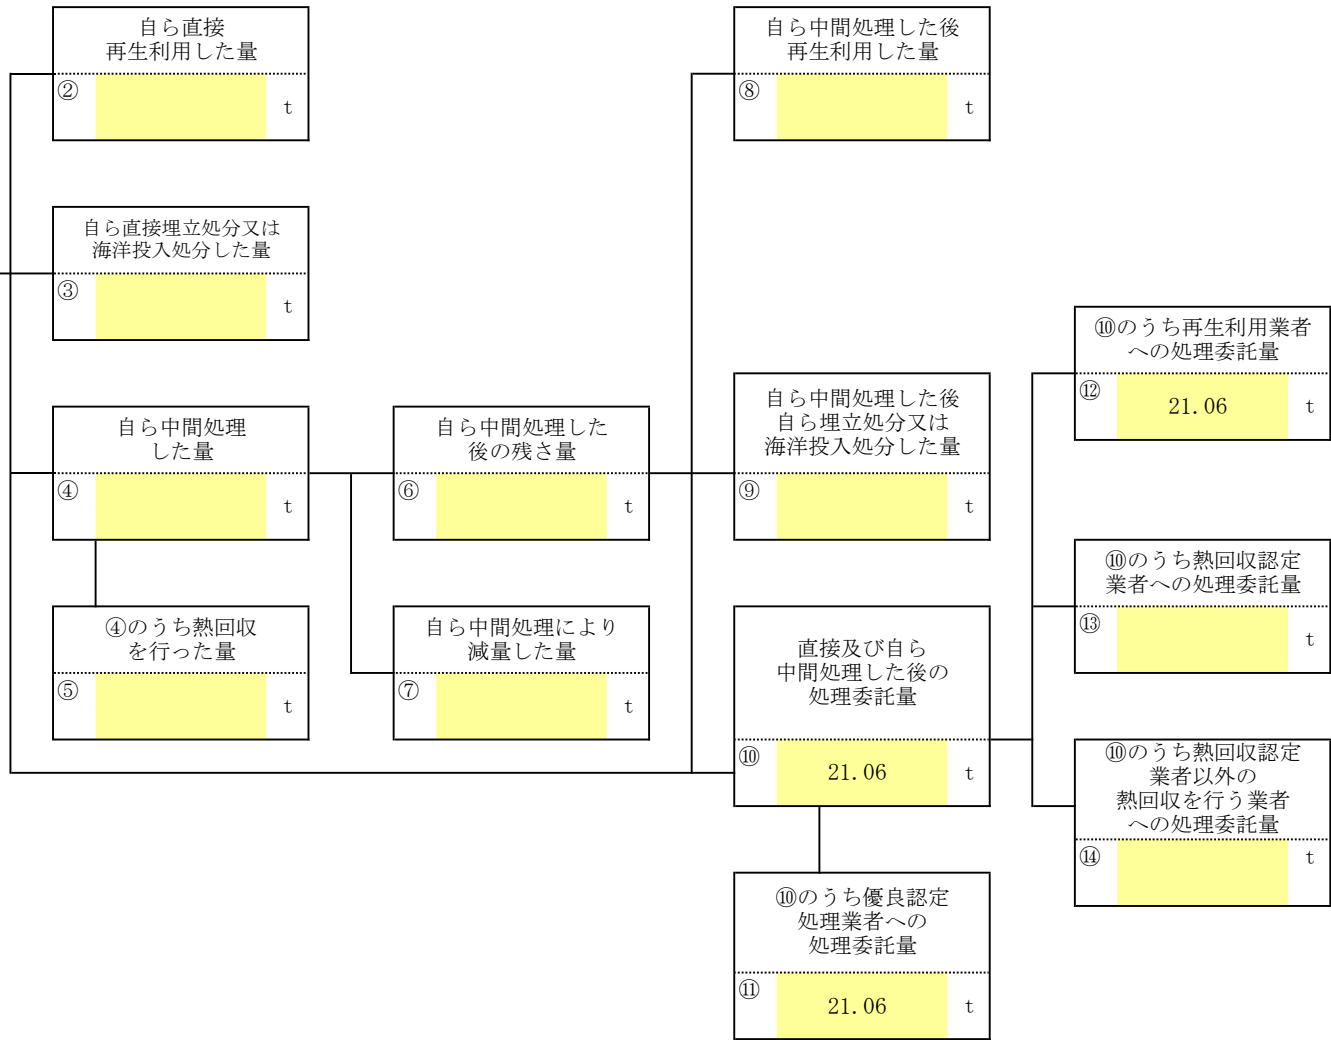 自ら直接
再生利用した量
②
t
自ら直接埋立処分又は
海洋投入処分した量
③
t
自ら中間処理
した量
④
t
④のうち熱回収
を行った量
⑤
t
自ら中間処理した
後の残さ量
⑥
t
自ら中間処理により
減量した量
⑦
t
自ら中間処理した後
再生利用した量
⑧
t
自ら中間処理した後
自ら埋立処分又は
海洋投入処分した量
⑨
t
直接及び自ら
中間処理した後の
処理委託量
⑩ 21.06 t
⑩のうち優良認定
処理業者への
処理委託量
⑪ 21.06 t
⑩のうち再生利用業者
への処理委託量
⑫ 21.06 t
⑩のうち熱回収認定
業者への処理委託量
⑬
t
⑩のうち熱回収認定
業者以外の
熱回収を行う業者
への処理委託量
⑭
t